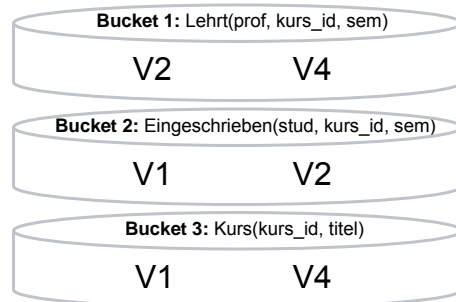 Bucket 1: Lehrt(prof, kurs_id, sem)
V2 V4
Bucket 2: Eingeschrieben(stud, kurs_id, sem)
V1 V2
Bucket 3: Kurs(kurs_id, titel)
V1 V4